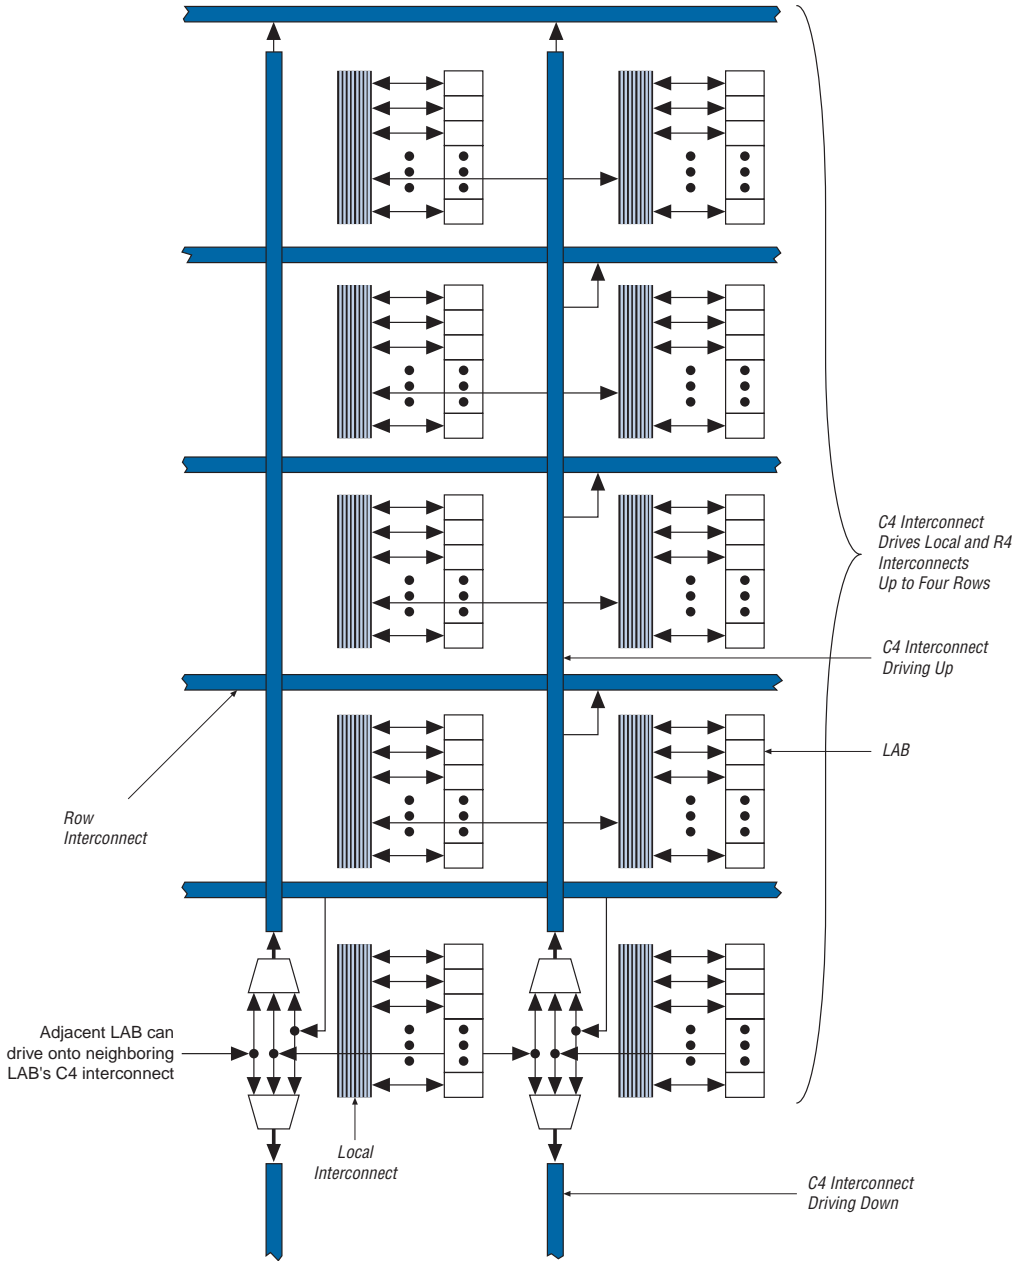 C4 Interconnect
Drives Local and R4
Interconnects
Up to Four Rows
C4 Interconnect
Driving Up
LAB
Row
Interconnect
Adjacent LAB can
drive onto neighboring
LAB's C4 interconnect
Local
Interconnect
C4 Interconnect
Driving Down